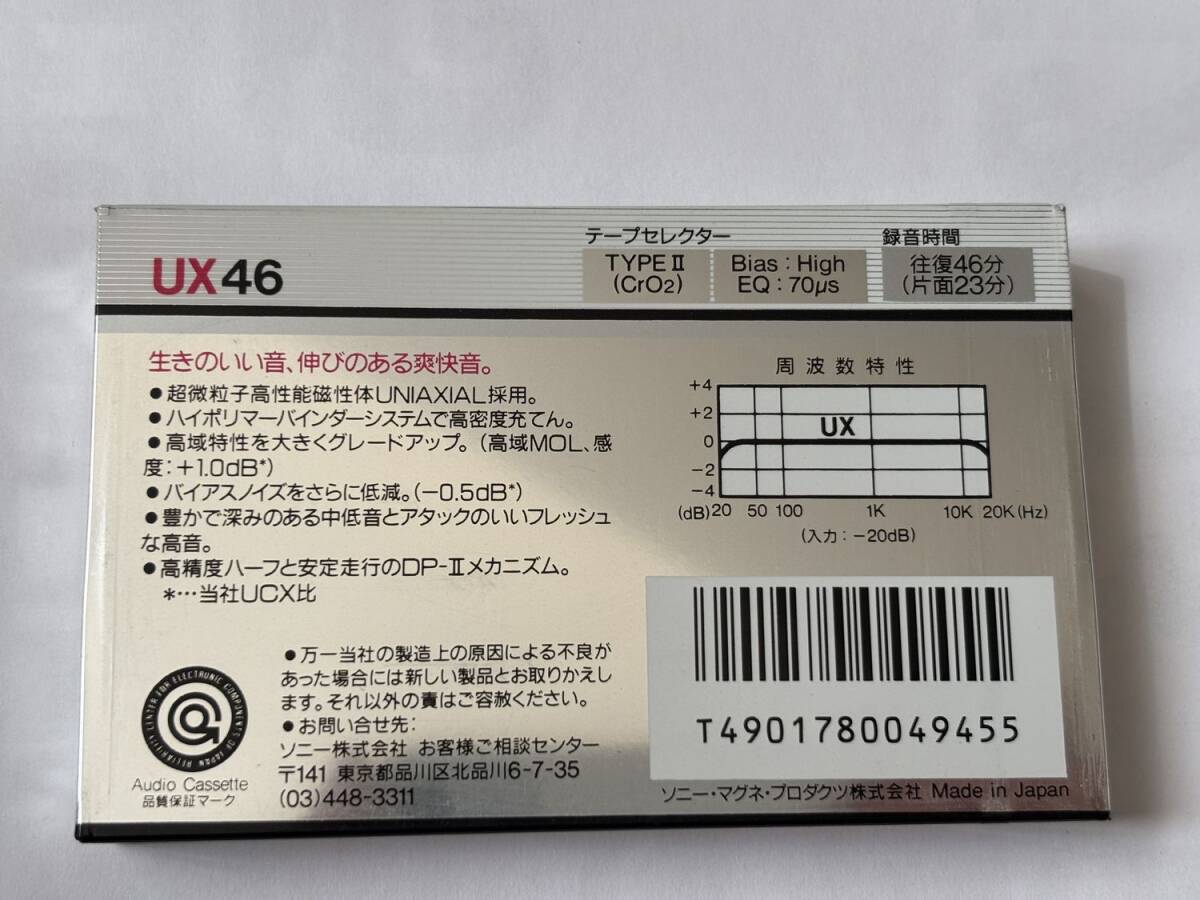 テープセレクター
録音時間
UX46
TYPE II
(CrO2)
Bias : High
EQ : 70μs
往復46分
(片面23分)
生きのいい音、伸びのある爽快音。
●超微粒子高性能磁性体UNIAXIAL採用。
●ハイポリマーバインダーシステムで高密度充てん。
●高域特性を大きくグレードアップ。(高域MOL、感
度:+1.0dB*)
●バイアスノイズをさらに低減。(−0.5dB*)
●豊かで深みのある中低音とアタックのいいフレッシュ
な高音。
●高精度ハーフと安定走行のDP-IIメカニズム。
*…当社UCX比
周波数特性
+4
+2
0
−2
−4
UX
(dB) 20 50 100 1K 10K 20K (Hz)
(入力:−20dB)
●万一当社の製造上の原因による不良が
あった場合には新しい製品とお取りかえし
ます。それ以外の責はご容赦ください。
●お問い合せ先:
ソニー株式会社 お客様ご相談センター
〒141 東京都品川区北品川6-7-35
(03)448-3311
RELIABILITY CENTER FOR ELECTRONIC COMPONENTS OF JAPAN
Audio Cassette
品質保証マーク
T4901780049455
ソニー・マグネ・プロダクツ株式会社 Made in Japan